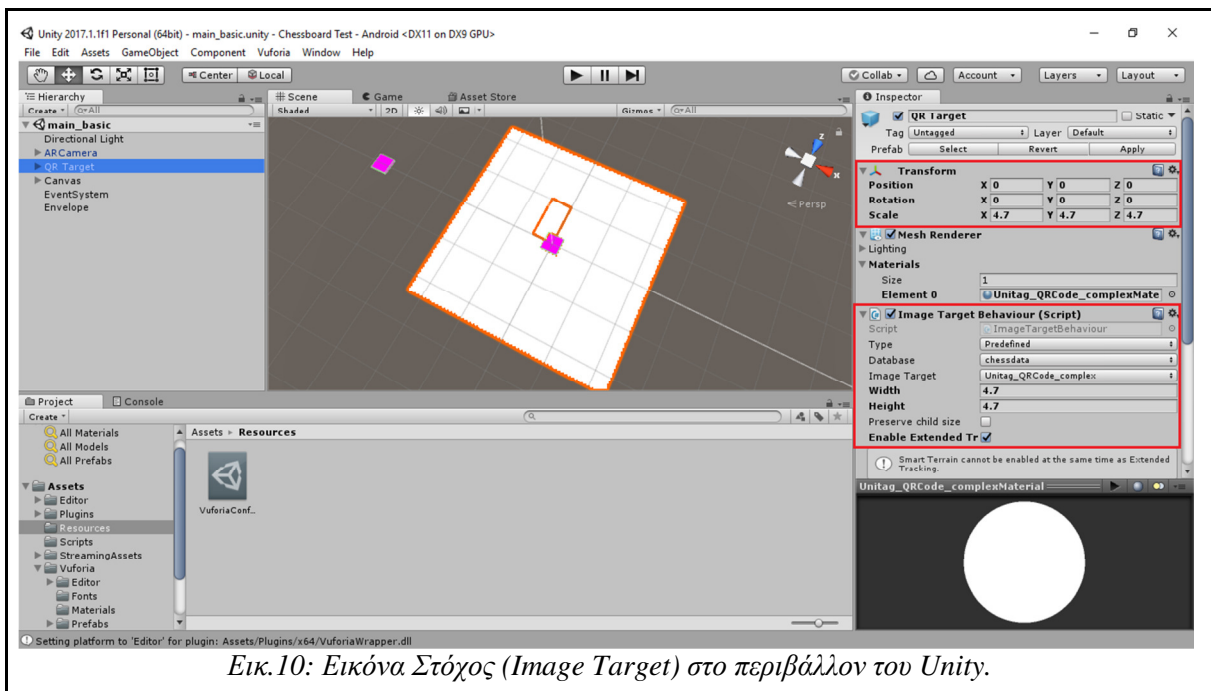 Unity 2017.1.1f1 Personal (64bit) - main_basic.unity - Chessboard Test - Android <DX11 on DX9 GPU>
File Edit Assets GameObject Component Vuforia Window Help
Center Local Collab Account Layers Layout
Hierarchy
Create All
main_basic
Directional Light
ARCamera
QR Target
Canvas
EventSystem
Envelope
Scene Game Asset Store
Shaded 2D Gizmos All
z
x
Persp
Inspector
QR Target Static
Tag Untagged Layer Default
Prefab Select Revert Apply
Transform
Position X 0 Y 0 Z 0
Rotation X 0 Y 0 Z 0
Scale X 4.7 Y 4.7 Z 4.7
Mesh Renderer
Lighting
Materials
Size 1
Element 0 Unitag_QRCode_complexMate
Image Target Behaviour (Script)
Script ImageTargetBehaviour
Type Predefined
Database chessdata
Image Target Unitag_QRCode_complex
Width 4.7
Height 4.7
Preserve child size
Enable Extended Tr
Smart Terrain cannot be enabled at the same time as Extended
Tracking.
Unitag_QRCode_complexMaterial
Project Console
Create
All Materials
All Models
All Prefabs
Assets
Editor
Plugins
Resources
Scripts
StreamingAssets
Vuforia
Editor
Fonts
Materials
Prefabs
Assets Resources
VuforiaConf...
Setting platform to 'Editor' for plugin: Assets/Plugins/x64/VuforiaWrapper.dll
Εικ.10: Εικόνα Στόχος (Image Target) στο περιβάλλον του Unity.